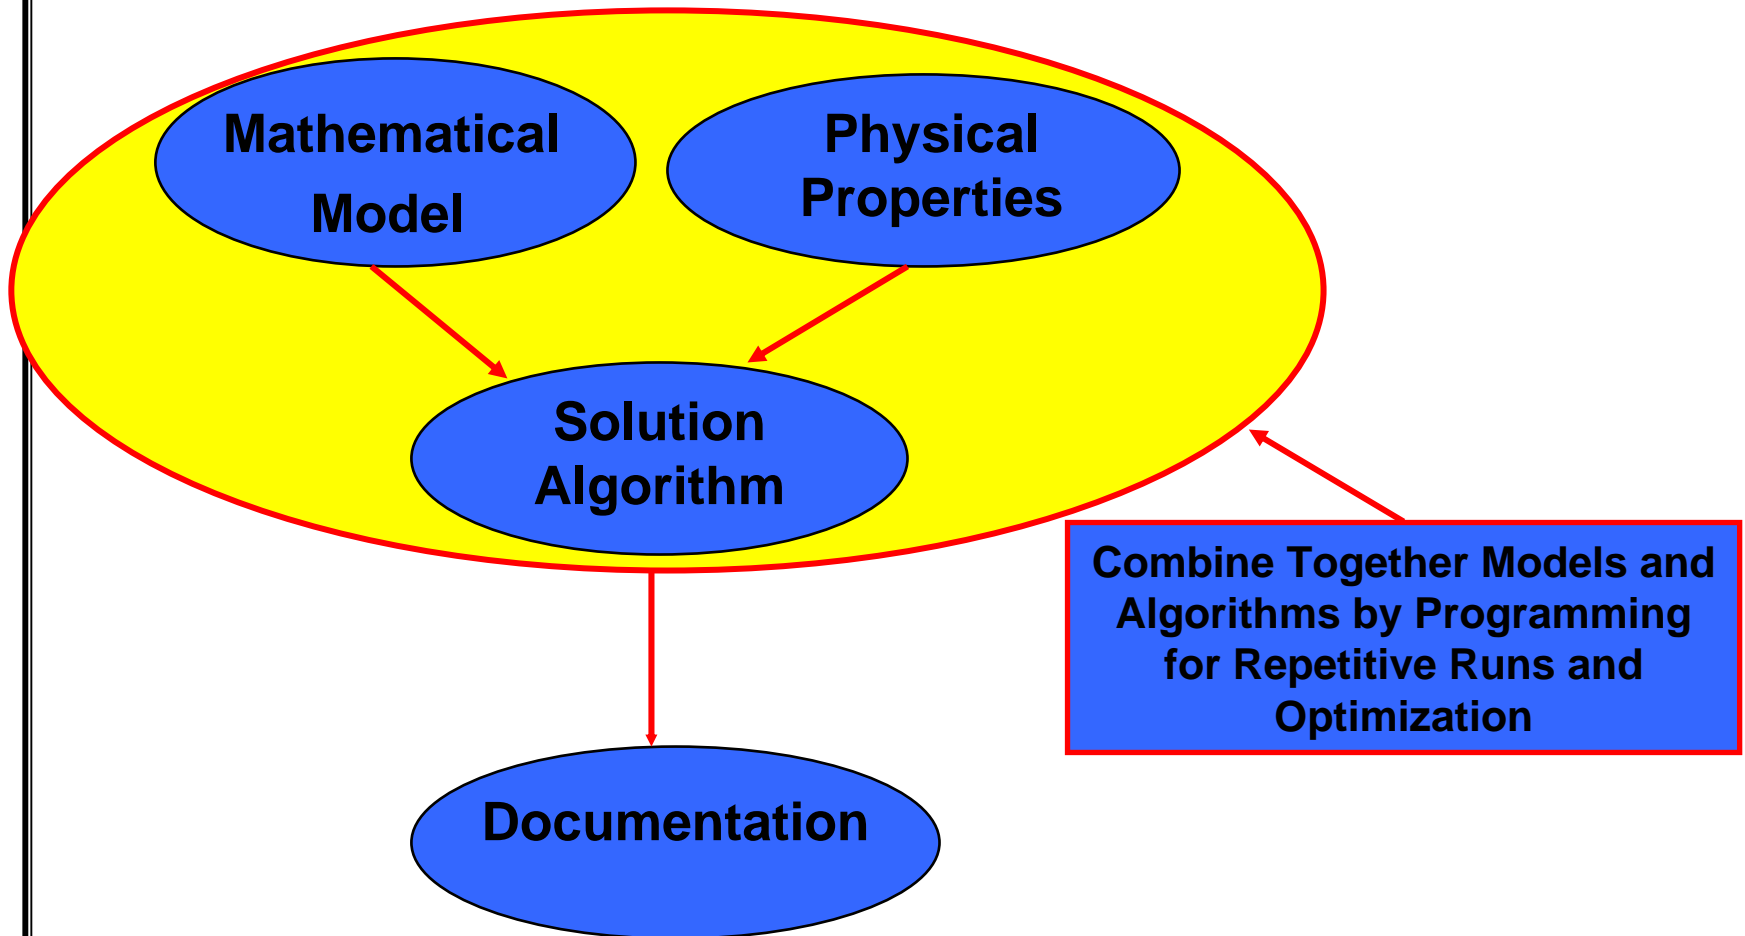 Mathematical
Model
Physical
Properties
Solution
Algorithm
Combine Together Models and
Algorithms by Programming
for Repetitive Runs and
Optimization
Documentation